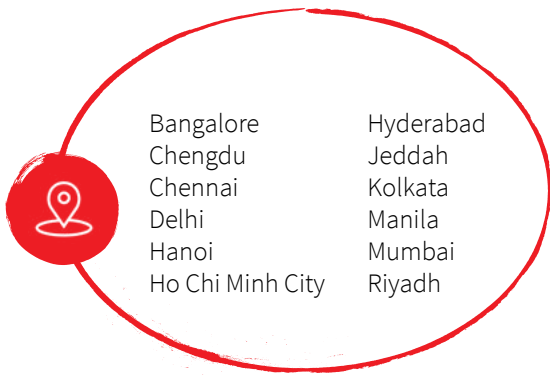 Bangalore
Chengdu
Chennai
Delhi
Hanoi
Ho Chi Minh City
Hyderabad
Jeddah
Kolkata
Manila
Mumbai
Riyadh